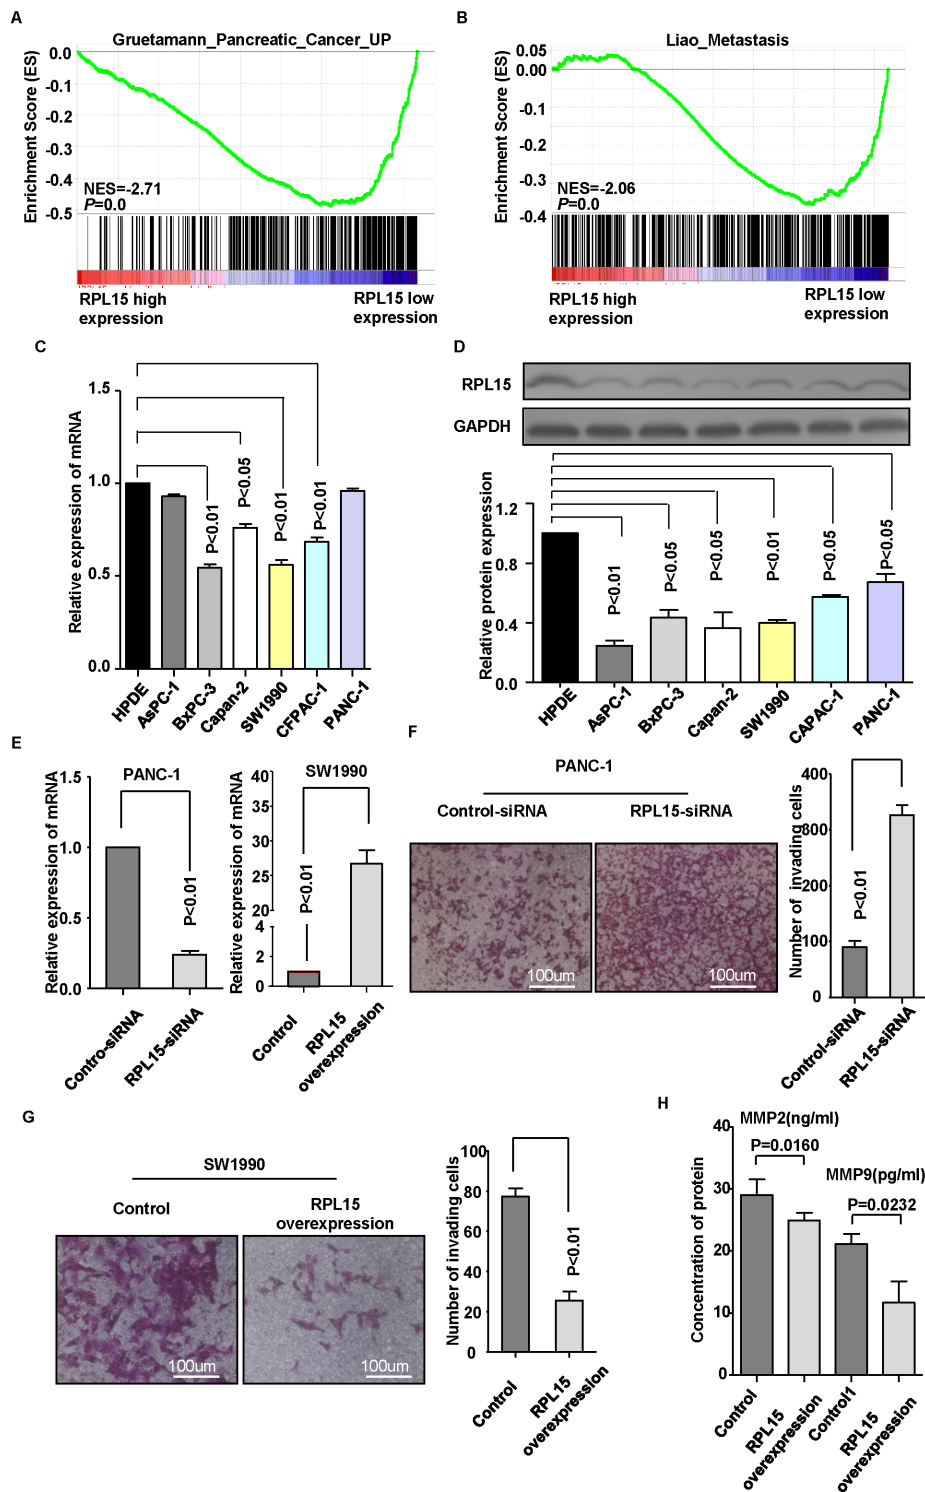 A
Gruetamann_Pancreatic_Cancer_UP
Enrichment Score (ES)
0.0
-0.1
-0.2
-0.3
-0.4
-0.5
NES=-2.71
P=0.0
RPL15 high
expression
RPL15 low
expression
B
Liao_Metastasis
Enrichment Score (ES)
0.05
0.00
-0.1
-0.2
-0.3
-0.4
NES=-2.06
P=0.0
RPL15 high
expression
RPL15 low
expression
C
Relative expression of mRNA
1.5
1.0
0.5
0.0
P<0.01
P<0.05
P<0.01
P<0.01
HPDE
AsPC-1
BxPC-3
Capan-2
SW1990
CFPAC-1
PANC-1
D
RPL15
GAPDH
Relative protein expression
1.2
0.8
0.4
0.0
P<0.01
P<0.05
P<0.05
P<0.01
P<0.05
P<0.05
HPDE
AsPC-1
BxPC-3
Capan-2
SW1990
CAPAC-1
PANC-1
E
PANC-1
Relative expression of mRNA
1.5
1.0
0.5
0.0
P<0.01
Contro-siRNA
RPL15-siRNA
SW1990
Relative expression of mRNA
40
35
30
25
20
4
2
0
P<0.01
Control
RPL15
overexpression
F
PANC-1
Control-siRNA
RPL15-siRNA
100um
100um
Number of invading cells
400
300
200
100
0
P<0.01
Control-siRNA
RPL15-siRNA
G
SW1990
Control
RPL15
overexpression
100um
100um
Number of invading cells
100
80
60
40
20
0
P<0.01
Control
RPL15
overexpression
H
MMP2(ng/ml)
P=0.0160
MMP9(pg/ml)
P=0.0232
Concentration of protein
40
30
20
10
0
Control
RPL15
overexpression
Control1
RPL15
overexpression